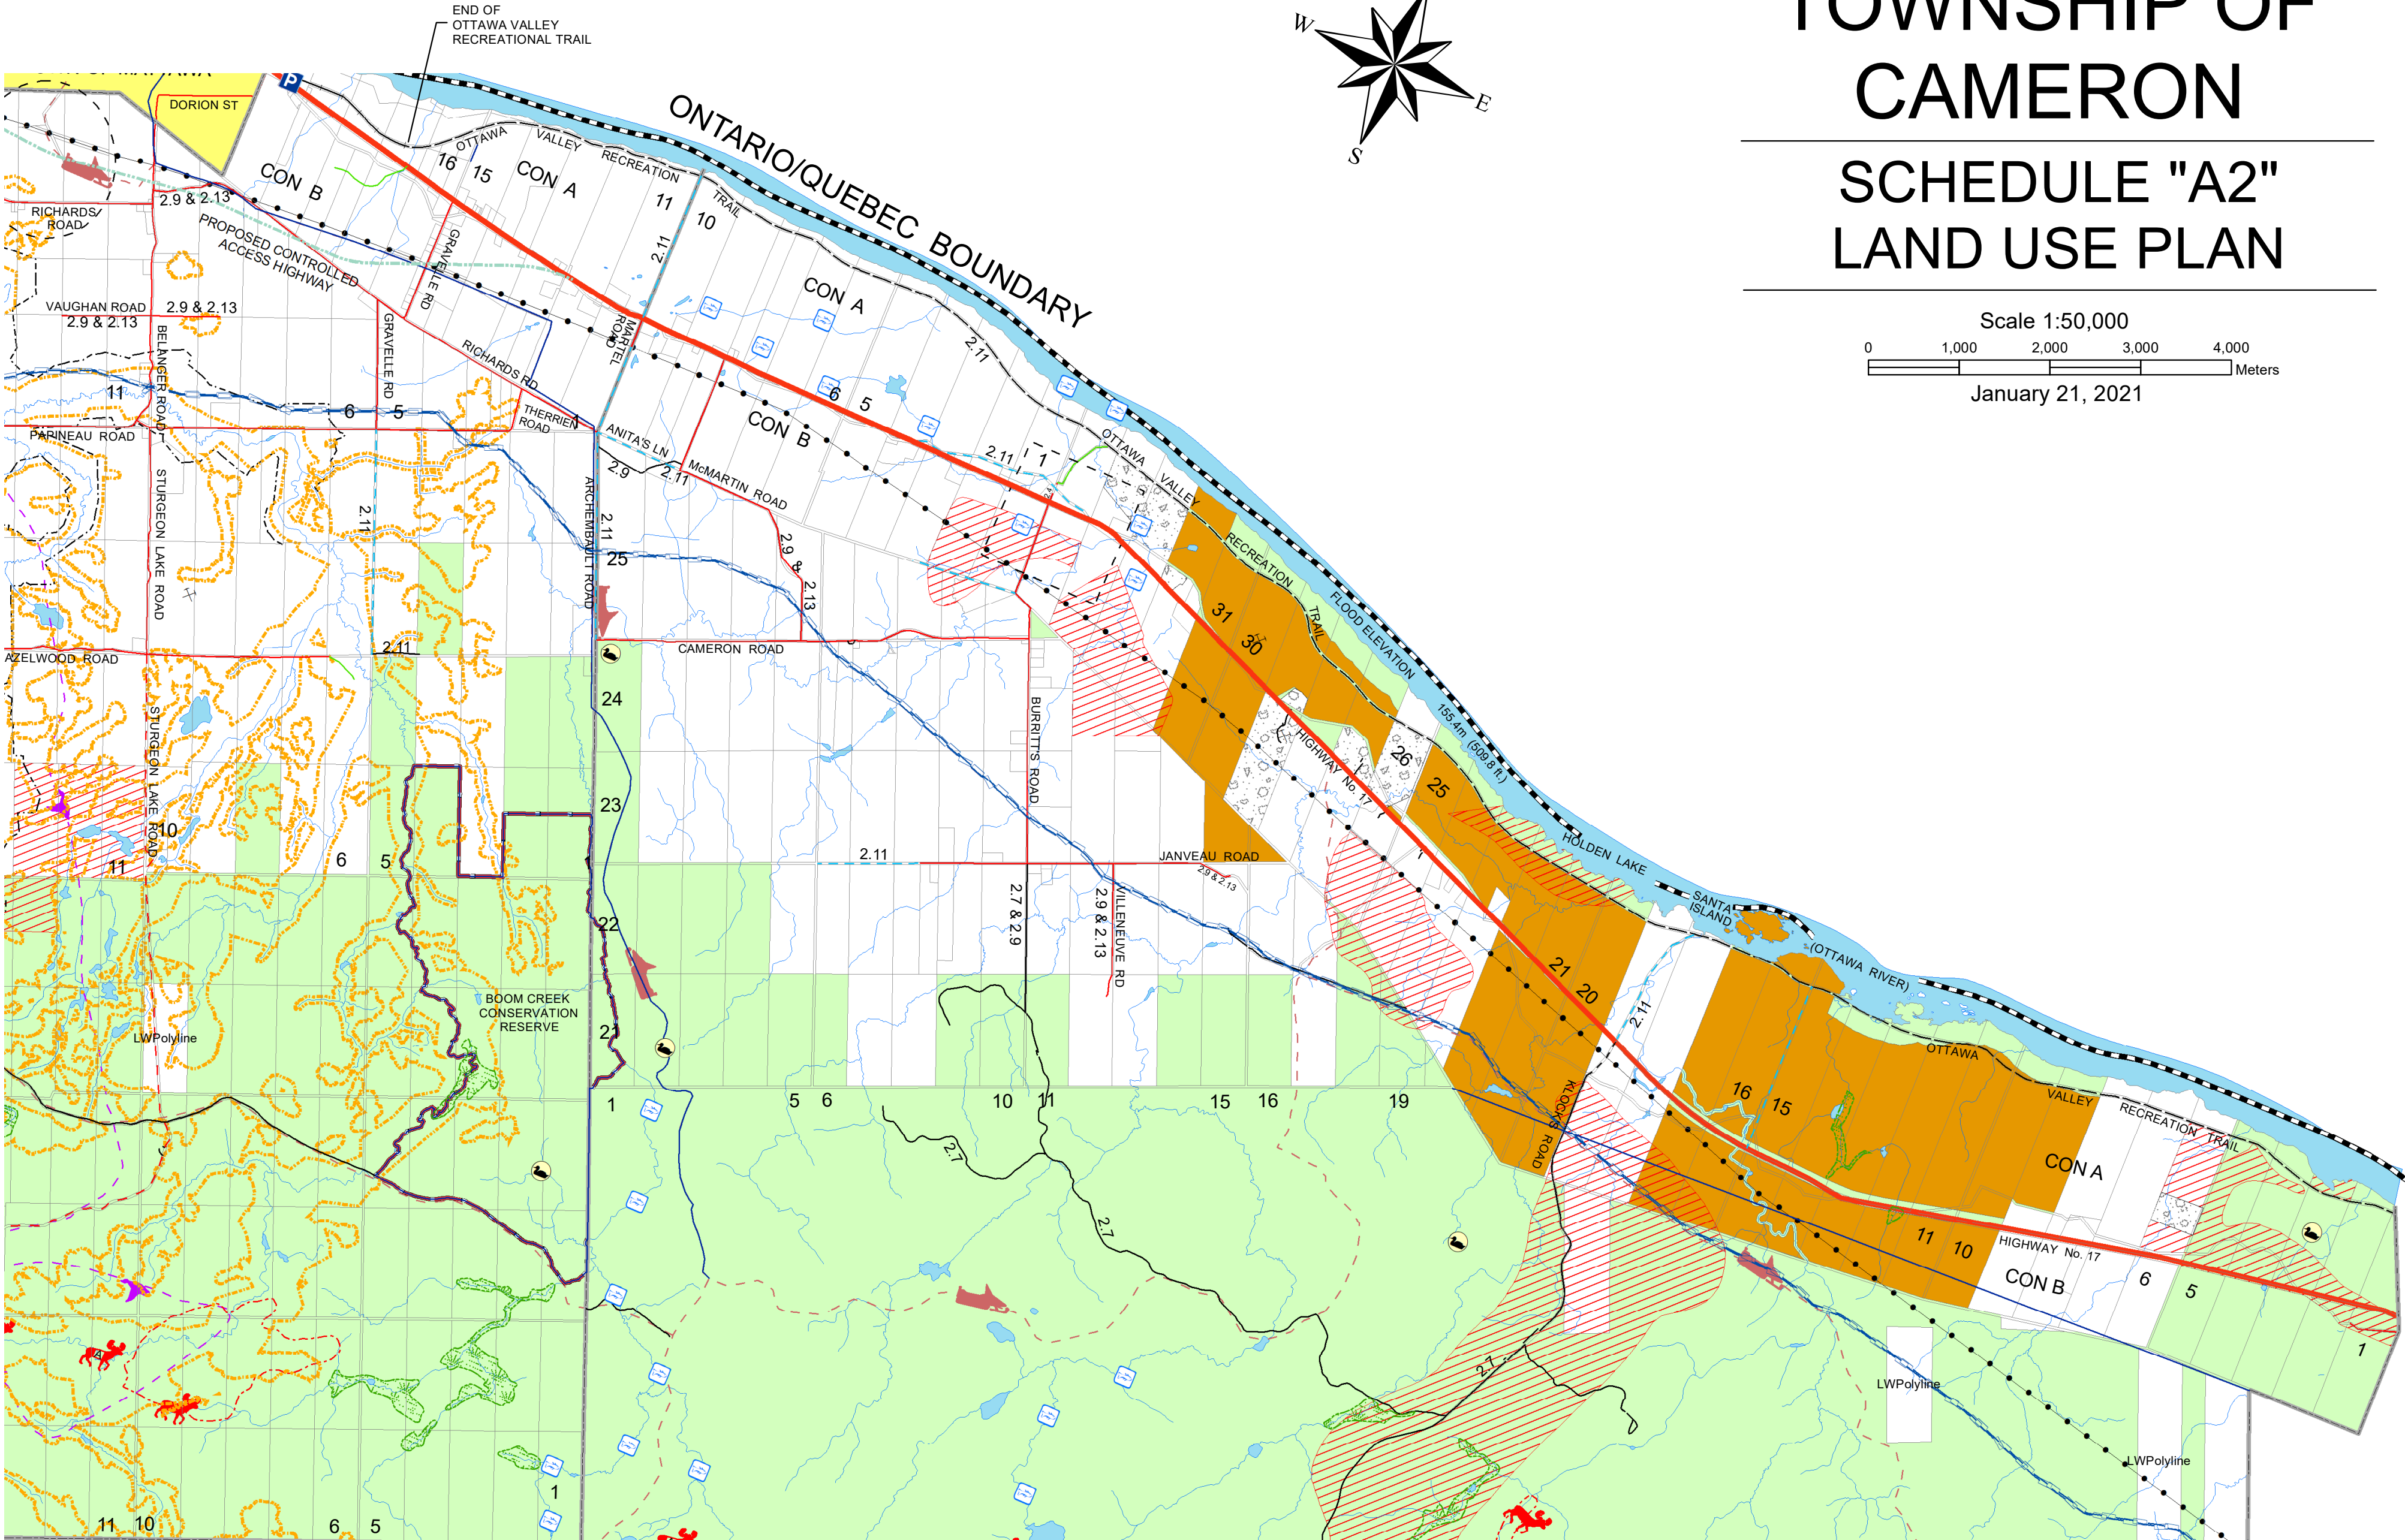 END OF
OTTAWA VALLEY
RECREATIONAL TRAIL
W
E
S
CAMERON
SCHEDULE "A2"
LAND USE PLAN
Scale 1:50,000
0 1,000 2,000 3,000 4,000
Meters
January 21, 2021
P
DORION ST
ONTARIO/QUEBEC BOUNDARY
CON B
16 15
OTTAWA VALLEY RECREATION TRAIL
CON A
11 10
2.11
2.9 & 2.13
RICHARDS
ROAD
PROPOSED CONTROLLED
ACCESS HIGHWAY
GRAVELLE RD
MARTEL
ROAD
CON A
2.11
VAUGHAN ROAD
2.9 & 2.13
2.9 & 2.13
BELANGER ROAD
GRAVELLE RD
RICHARDS RD
11
6 5
THERRIEN
ROAD
1
PAPINEAU ROAD
6 5
CON B
ANITA'S LN
2.9
2.11
McMARTIN ROAD
2.11
1
OTTAWA VALLEY RECREATION TRAIL
STURGEON LAKE ROAD
2.11
ARCHEMBAULT ROAD
2.11
25
2.9 & 2.13
31
30
FLOOD ELEVATION 155.4m (509.8 ft.)
AZELWOOD ROAD
2.11
CAMERON ROAD
24
BURRITT'S ROAD
STURGEON LAKE ROAD
HIGHWAY No. 17
26
25
23
10
11
6 5
2.11
JANVEAU ROAD
2.9 & 2.13
HOLDEN LAKE
SANTA
ISLAND
(OTTAWA RIVER)
22
2.7 & 2.9
2.9 & 2.13
VILLENEUVE RD
21
20
2.11
BOOM CREEK
CONSERVATION
RESERVE
21
LWPolyline
1
5 6
10 11
15 16
19
KLOCK'S ROAD
16
15
OTTAWA VALLEY RECREATION TRAIL
CON A
2.7
2.7
11 10
HIGHWAY No. 17
CON B
6
5
1
2.7
LWPolyline
LWPolyline
1
11 10
6 5